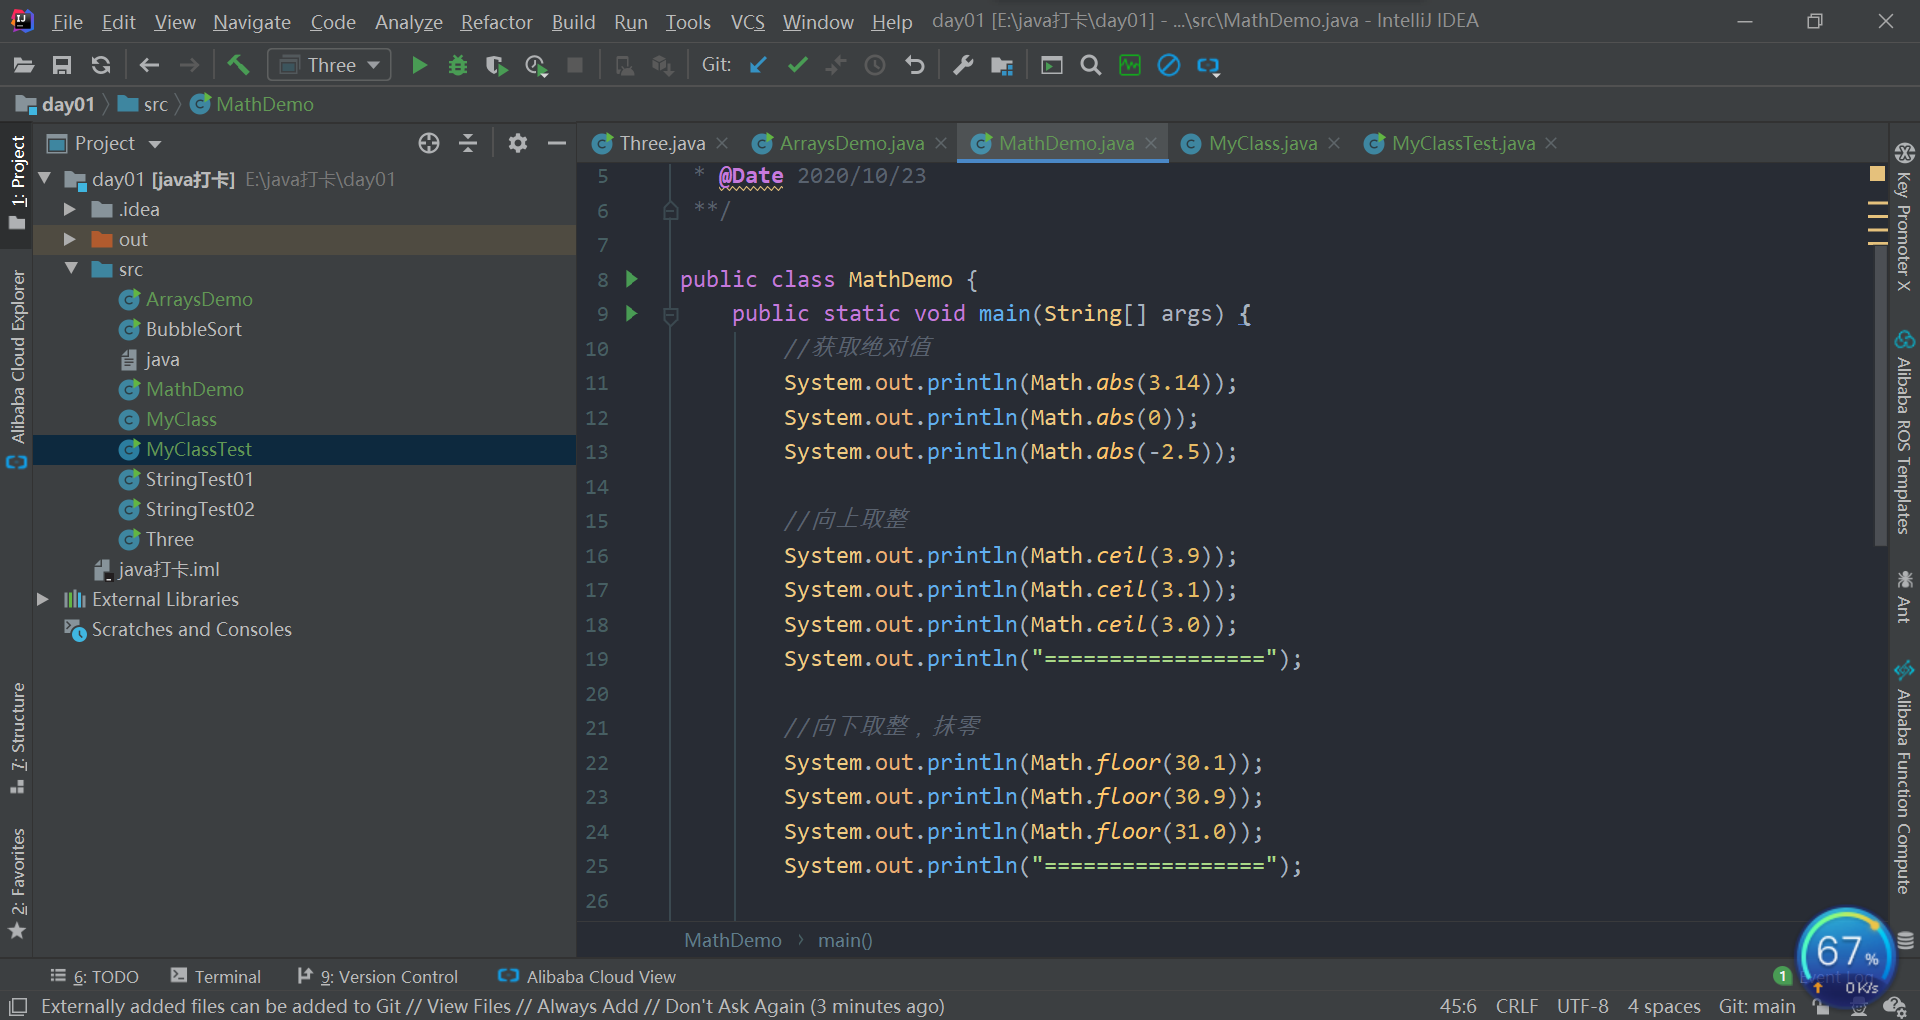 File Edit View Navigate Code Analyze Refactor Build Run Tools VCS Window Help day01 [E:\java打卡\day01] - ...\src\MathDemo.java - IntelliJ IDEA
Three Git:
day01 src MathDemo
1: Project
Alibaba Cloud Explorer
7: Structure
2: Favorites
Project
day01 [java打卡] E:\java打卡\day01
.idea
out
src
ArraysDemo
BubbleSort
java
MathDemo
MyClass
MyClassTest
StringTest01
StringTest02
Three
java打卡.iml
External Libraries
Scratches and Consoles
Three.java ArraysDemo.java MathDemo.java MyClass.java MyClassTest.java
5 * @Date 2020/10/23
6 **/
7
8 public class MathDemo {
9 public static void main(String[] args) {
10 //获取绝对值
11 System.out.println(Math.abs(3.14));
12 System.out.println(Math.abs(0));
13 System.out.println(Math.abs(-2.5));
14
15 //向上取整
16 System.out.println(Math.ceil(3.9));
17 System.out.println(Math.ceil(3.1));
18 System.out.println(Math.ceil(3.0));
19 System.out.println("=================");
20
21 //向下取整，抹零
22 System.out.println(Math.floor(30.1));
23 System.out.println(Math.floor(30.9));
24 System.out.println(Math.floor(31.0));
25 System.out.println("=================");
26
MathDemo main()
Key Promoter X
Alibaba ROS Templates
Ant
Alibaba Function Compute
67%
0K/s
6: TODO Terminal 9: Version Control Alibaba Cloud View 1 Event Log
Externally added files can be added to Git // View Files // Always Add // Don't Ask Again (3 minutes ago) 45:6 CRLF UTF-8 4 spaces Git: main